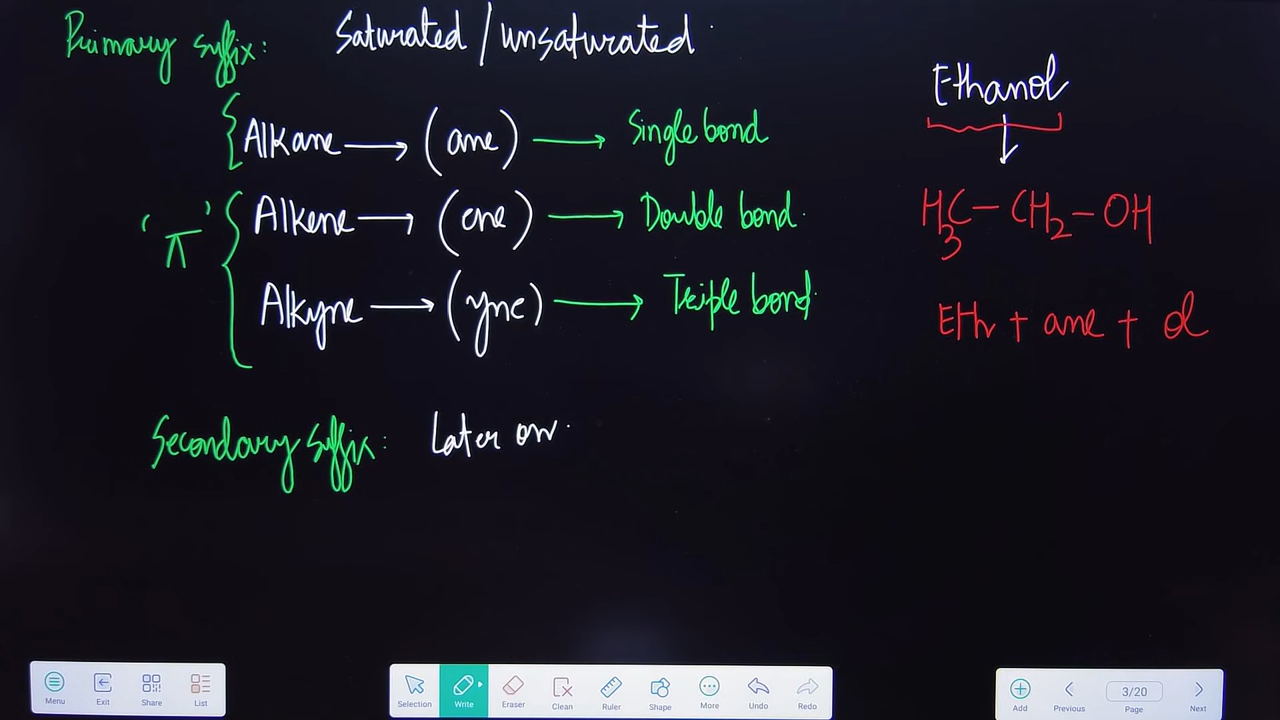 Primary suffix: Saturated / unsaturated
Alkane → (ane) → Single bond
'π' Alkene → (ene) → Double bond
Alkyne → (yne) → Triple bond
Secondary suffix: Later on
Ethanol
H₃C - CH₂ - OH
Eth + ane + ol
Menu Exit Share List
Selection Write Eraser Clean Ruler Shape More Undo Redo
Add Previous 3/20 Page Next